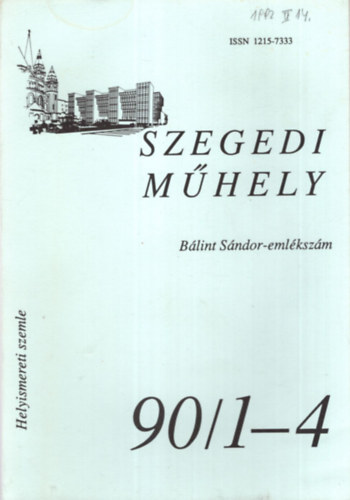 1992 VI 14.
ISSN 1215-7333
SZEGEDI
MŰHELY
Bálint Sándor-emlékszám
Helyismereti szemle
90/1-4